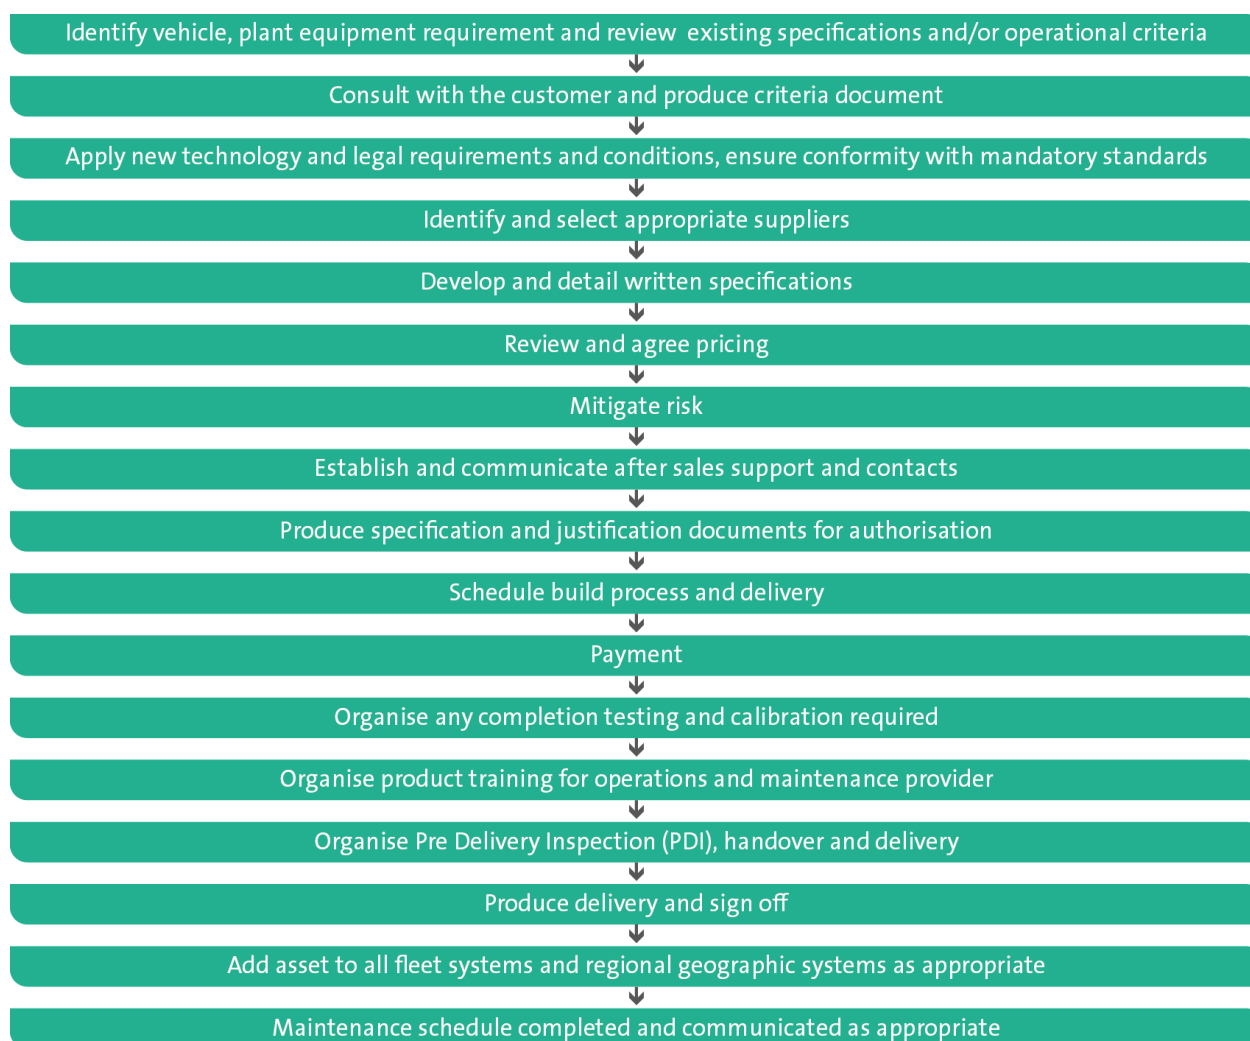 Identify vehicle, plant equipment requirement and review existing specifications and/or operational criteria
Consult with the customer and produce criteria document
Apply new technology and legal requirements and conditions, ensure conformity with mandatory standards
Identify and select appropriate suppliers
Develop and detail written specifications
Review and agree pricing
Mitigate risk
Establish and communicate after sales support and contacts
Produce specification and justification documents for authorisation
Schedule build process and delivery
Payment
Organise any completion testing and calibration required
Organise product training for operations and maintenance provider
Organise Pre Delivery Inspection (PDI), handover and delivery
Produce delivery and sign off
Add asset to all fleet systems and regional geographic systems as appropriate
Maintenance schedule completed and communicated as appropriate